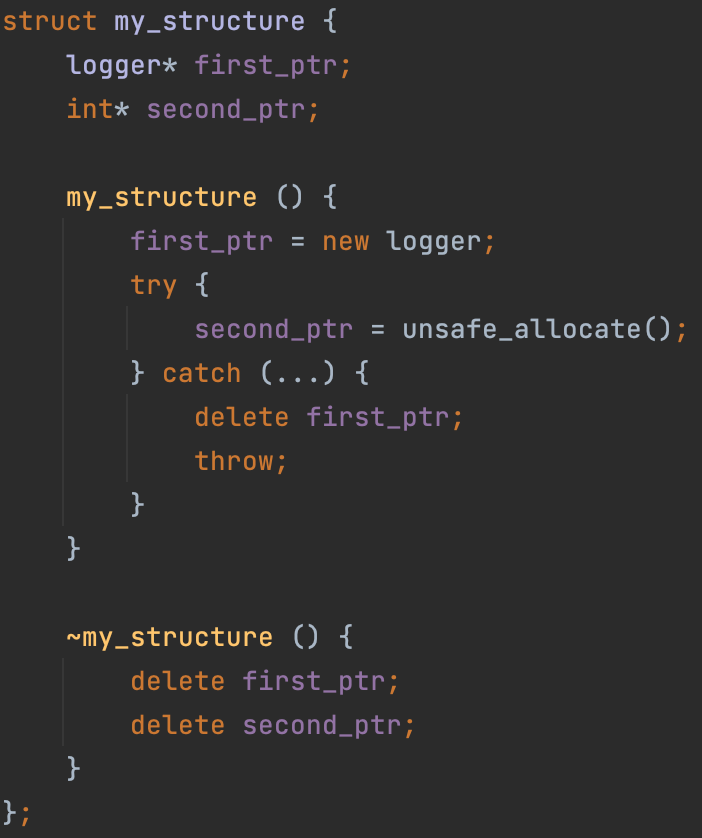 struct my_structure {
    logger* first_ptr;
    int* second_ptr;

    my_structure () {
        first_ptr = new logger;
        try {
            second_ptr = unsafe_allocate();
        } catch (...) {
            delete first_ptr;
            throw;
        }
    }

    ~my_structure () {
        delete first_ptr;
        delete second_ptr;
    }
};